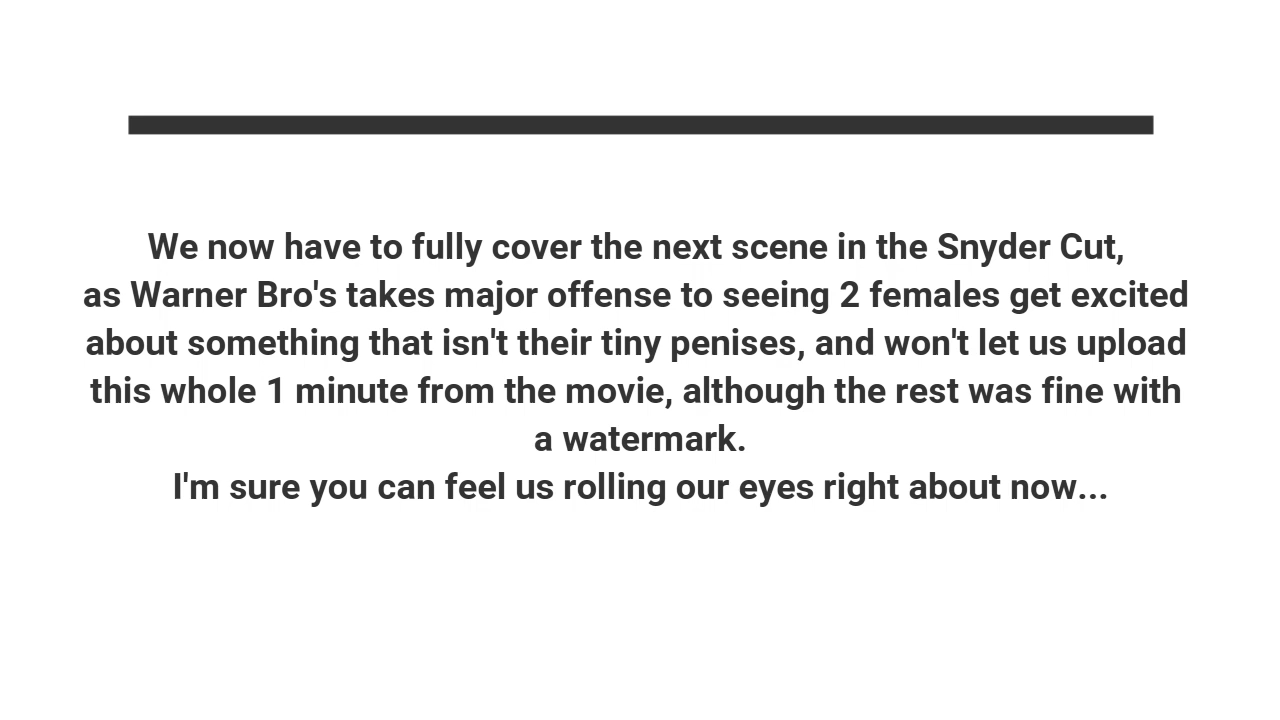 We now have to fully cover the next scene in the Snyder Cut,
as Warner Bro's takes major offense to seeing 2 females get excited
about something that isn't their tiny penises, and won't let us upload
this whole 1 minute from the movie, although the rest was fine with
a watermark.
I'm sure you can feel us rolling our eyes right about now...